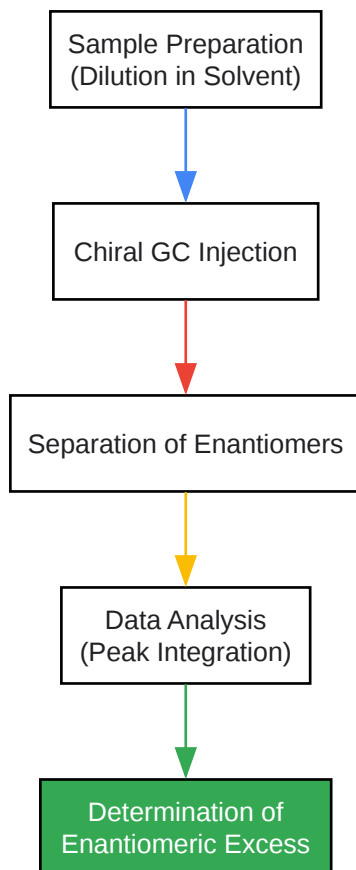 Sample Preparation
(Dilution in Solvent)
Chiral GC Injection
Separation of Enantiomers
Data Analysis
(Peak Integration)
Determination of
Enantiomeric Excess